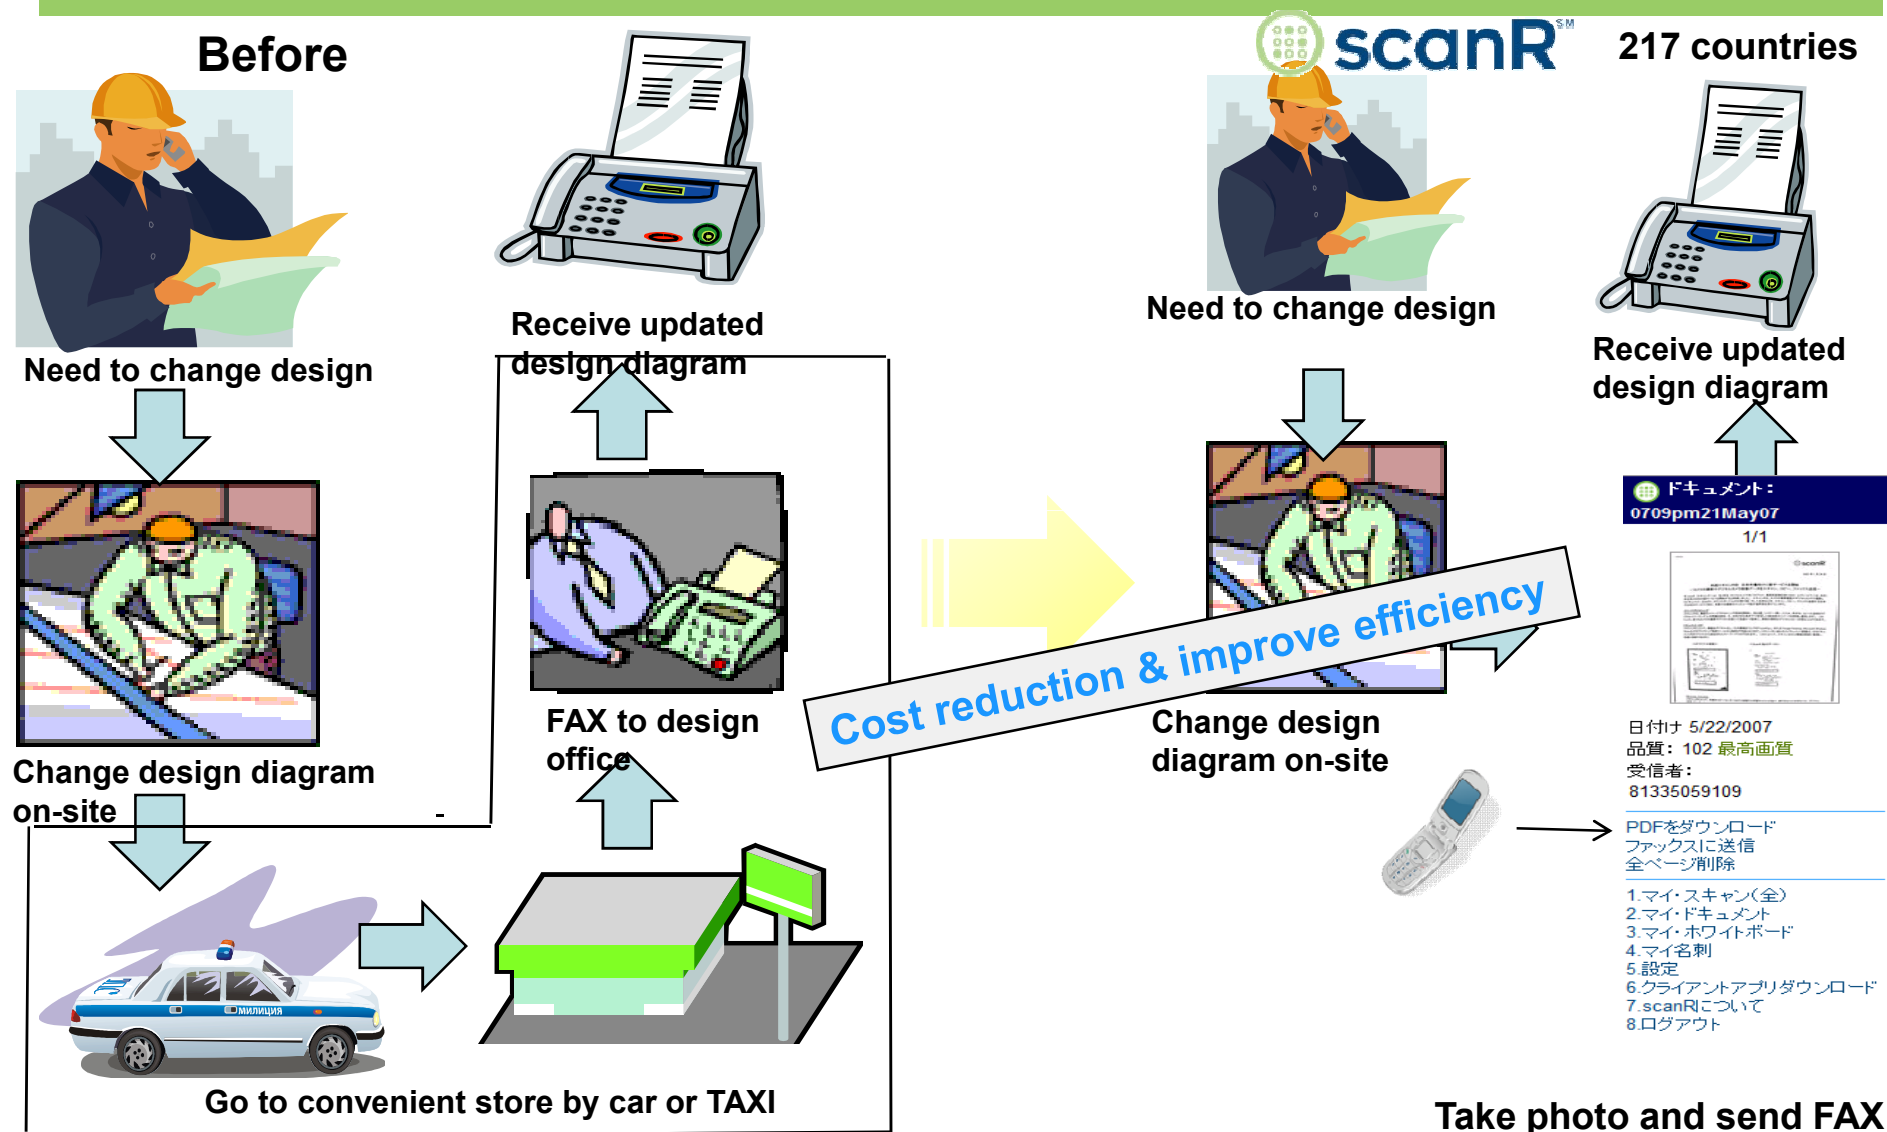 Before
scanR℠
217 countries
Need to change design
Receive updated
design diagram
Need to change design
Receive updated
design diagram
Change design diagram
on-site
FAX to design
office
Cost reduction & improve efficiency
Change design
diagram on-site
ドキュメント:
0709pm21May07
1/1
scanR
日付け 5/22/2007
品質: 102 最高画質
受信者:
81335059109
PDFをダウンロード
ファックスに送信
全ページ削除
1.マイ・スキャン(全)
2.マイ・ドキュメント
3.マイ・ホワイトボード
4.マイ名刺
5.設定
6.クライアントアプリダウンロード
7.scanRについて
8.ログアウト
милиция
Go to convenient store by car or TAXI
Take photo and send FAX